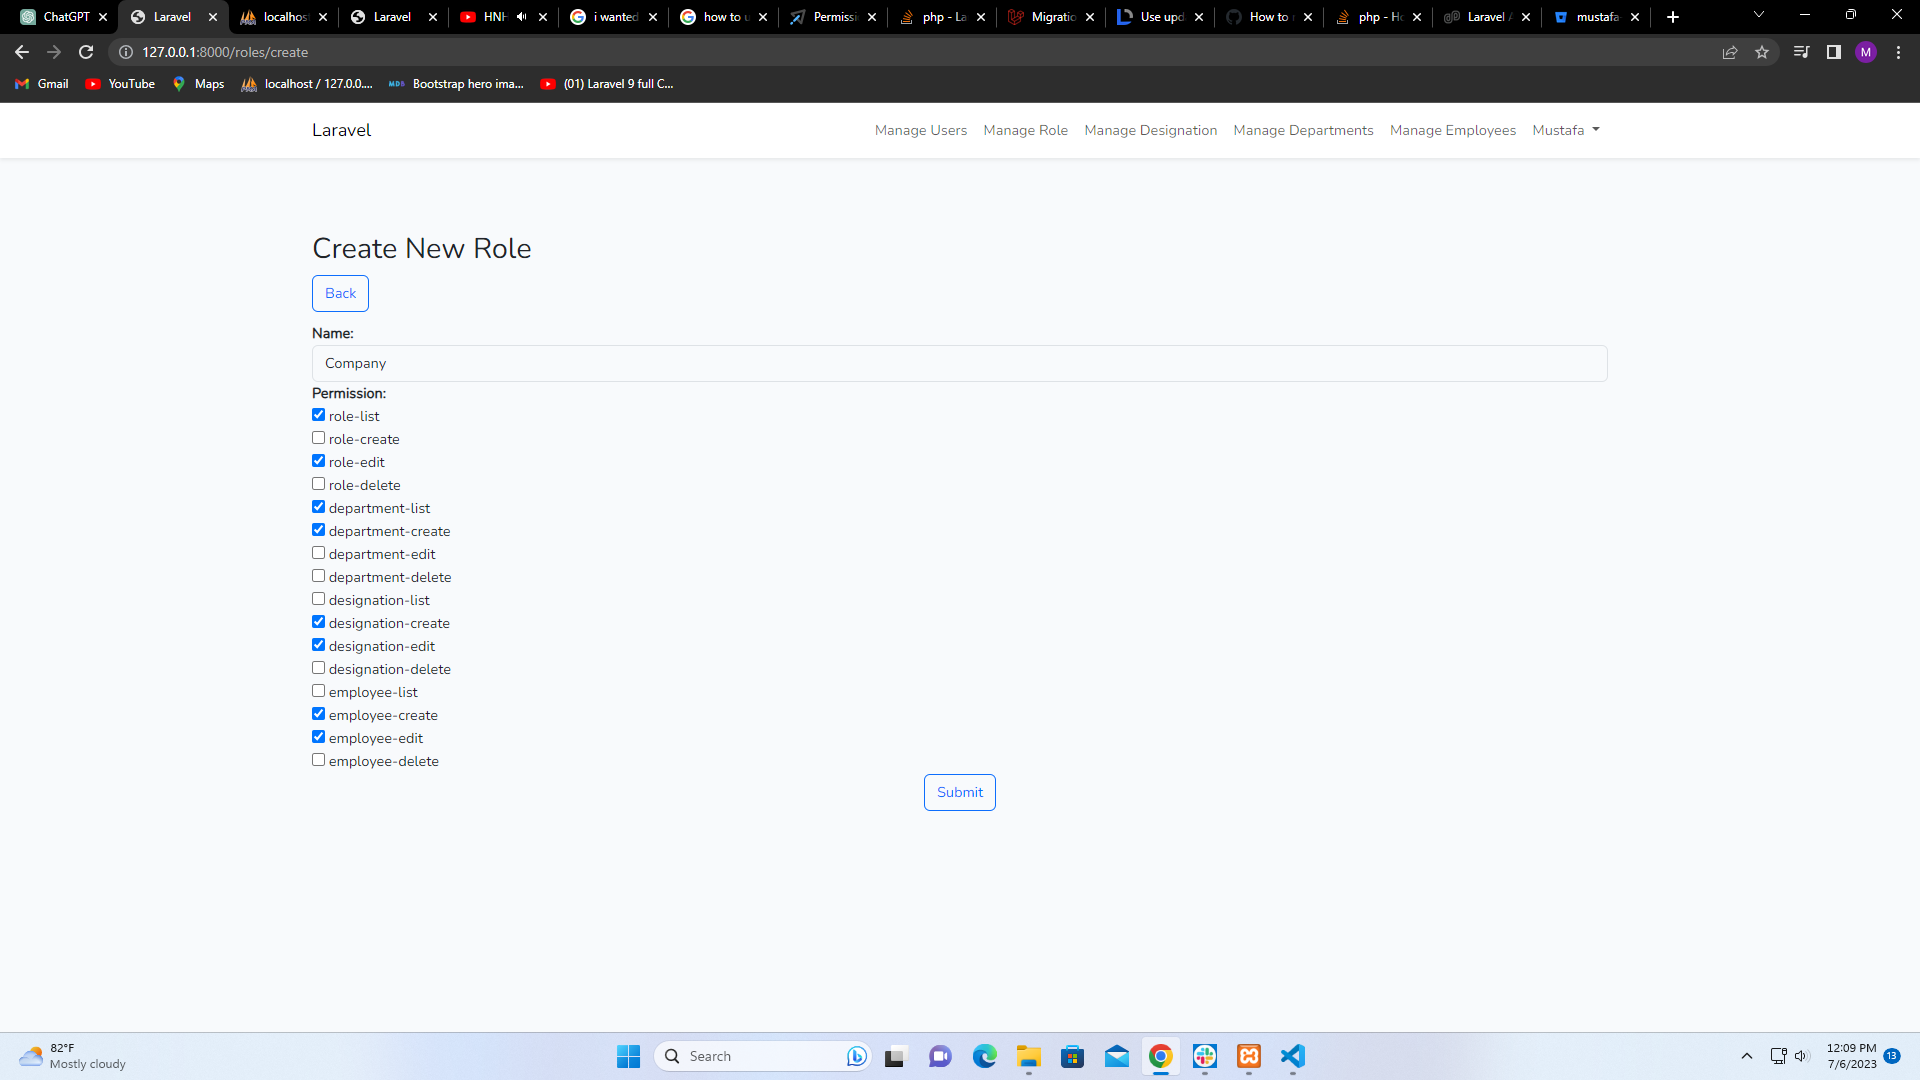 ChatGPT
Laravel
localhos
Laravel
HNH
i wanted
how to u
Permissi
php - La
Migratio
Use upd
How to r
php - Ho
Laravel
mustafa
127.0.0.1:8000/roles/create
M
Gmail
YouTube
Maps
localhost / 127.0.0....
MDB
Bootstrap hero ima...
(01) Laravel 9 full C...
Laravel
Manage Users
Manage Role
Manage Designation
Manage Departments
Manage Employees
Mustafa
Create New Role
Back
Name:
Company
Permission:
role-list
role-create
role-edit
role-delete
department-list
department-create
department-edit
department-delete
designation-list
designation-create
designation-edit
designation-delete
employee-list
employee-create
employee-edit
employee-delete
Submit
82°F
Mostly cloudy
Search
12:09 PM
7/6/2023
13